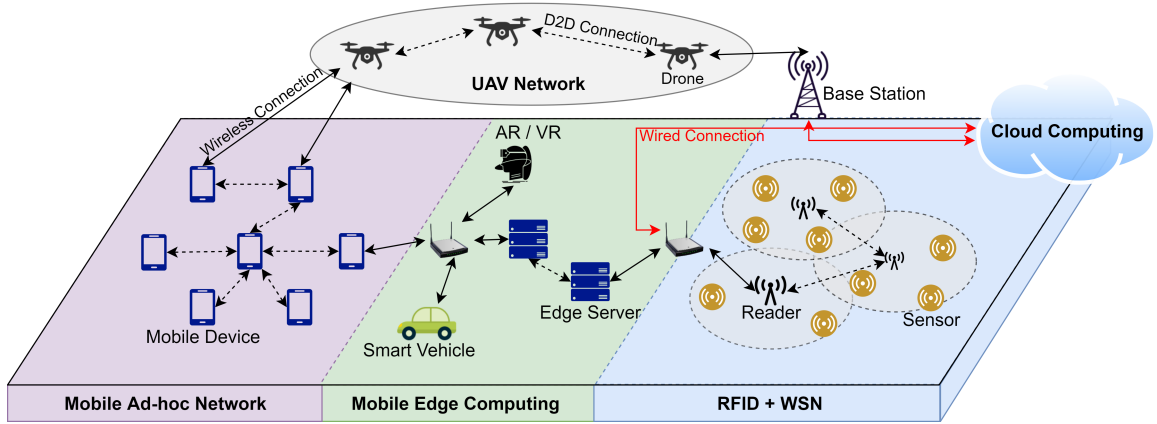 D2D Connection
Drone
UAV Network
Base Station
Wireless Connection
Cloud Computing
AR / VR
Wired Connection
Edge Server
Reader
Sensor
Mobile Device
Smart Vehicle
Mobile Ad-hoc Network
Mobile Edge Computing
RFID + WSN